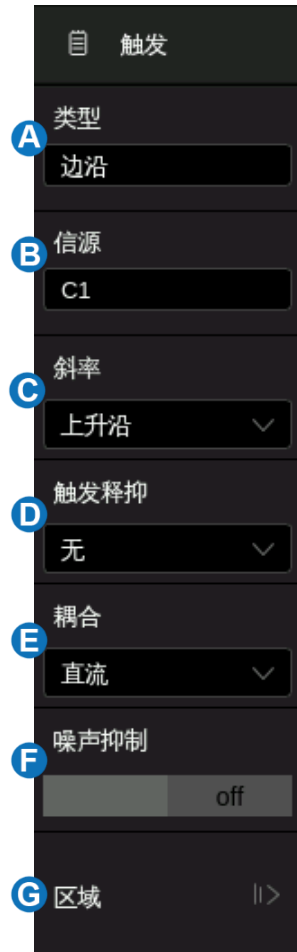 触发
A 类型
边沿
B 信源
C1
C 斜率
上升沿
D 触发释抑
无
E 耦合
直流
F 噪声抑制
off
G 区域